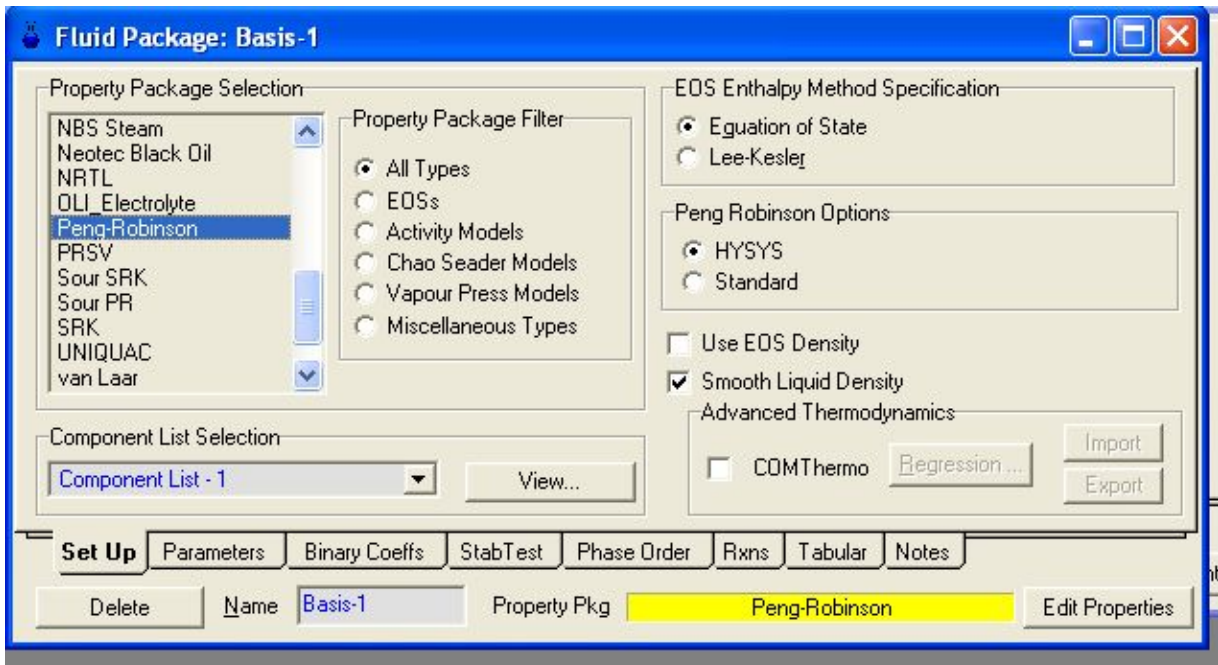 Fluid Package: Basis-1
Property Package Selection
NBS Steam
Neotec Black Oil
NRTL
OLI_Electrolyte
Peng-Robinson
PRSV
Sour SRK
Sour PR
SRK
UNIQUAC
van Laar
Property Package Filter
All Types
EOSs
Activity Models
Chao Seader Models
Vapour Press Models
Miscellaneous Types
Component List Selection
Component List - 1
View...
EOS Enthalpy Method Specification
Equation of State
Lee-Kesler
Peng Robinson Options
HYSYS
Standard
Use EOS Density
Smooth Liquid Density
Advanced Thermodynamics
COMThermo
Regression ...
Import
Export
Set Up Parameters Binary Coeffs StabTest Phase Order Rxns Tabular Notes
Delete Name Basis-1 Property Pkg Peng-Robinson Edit Properties